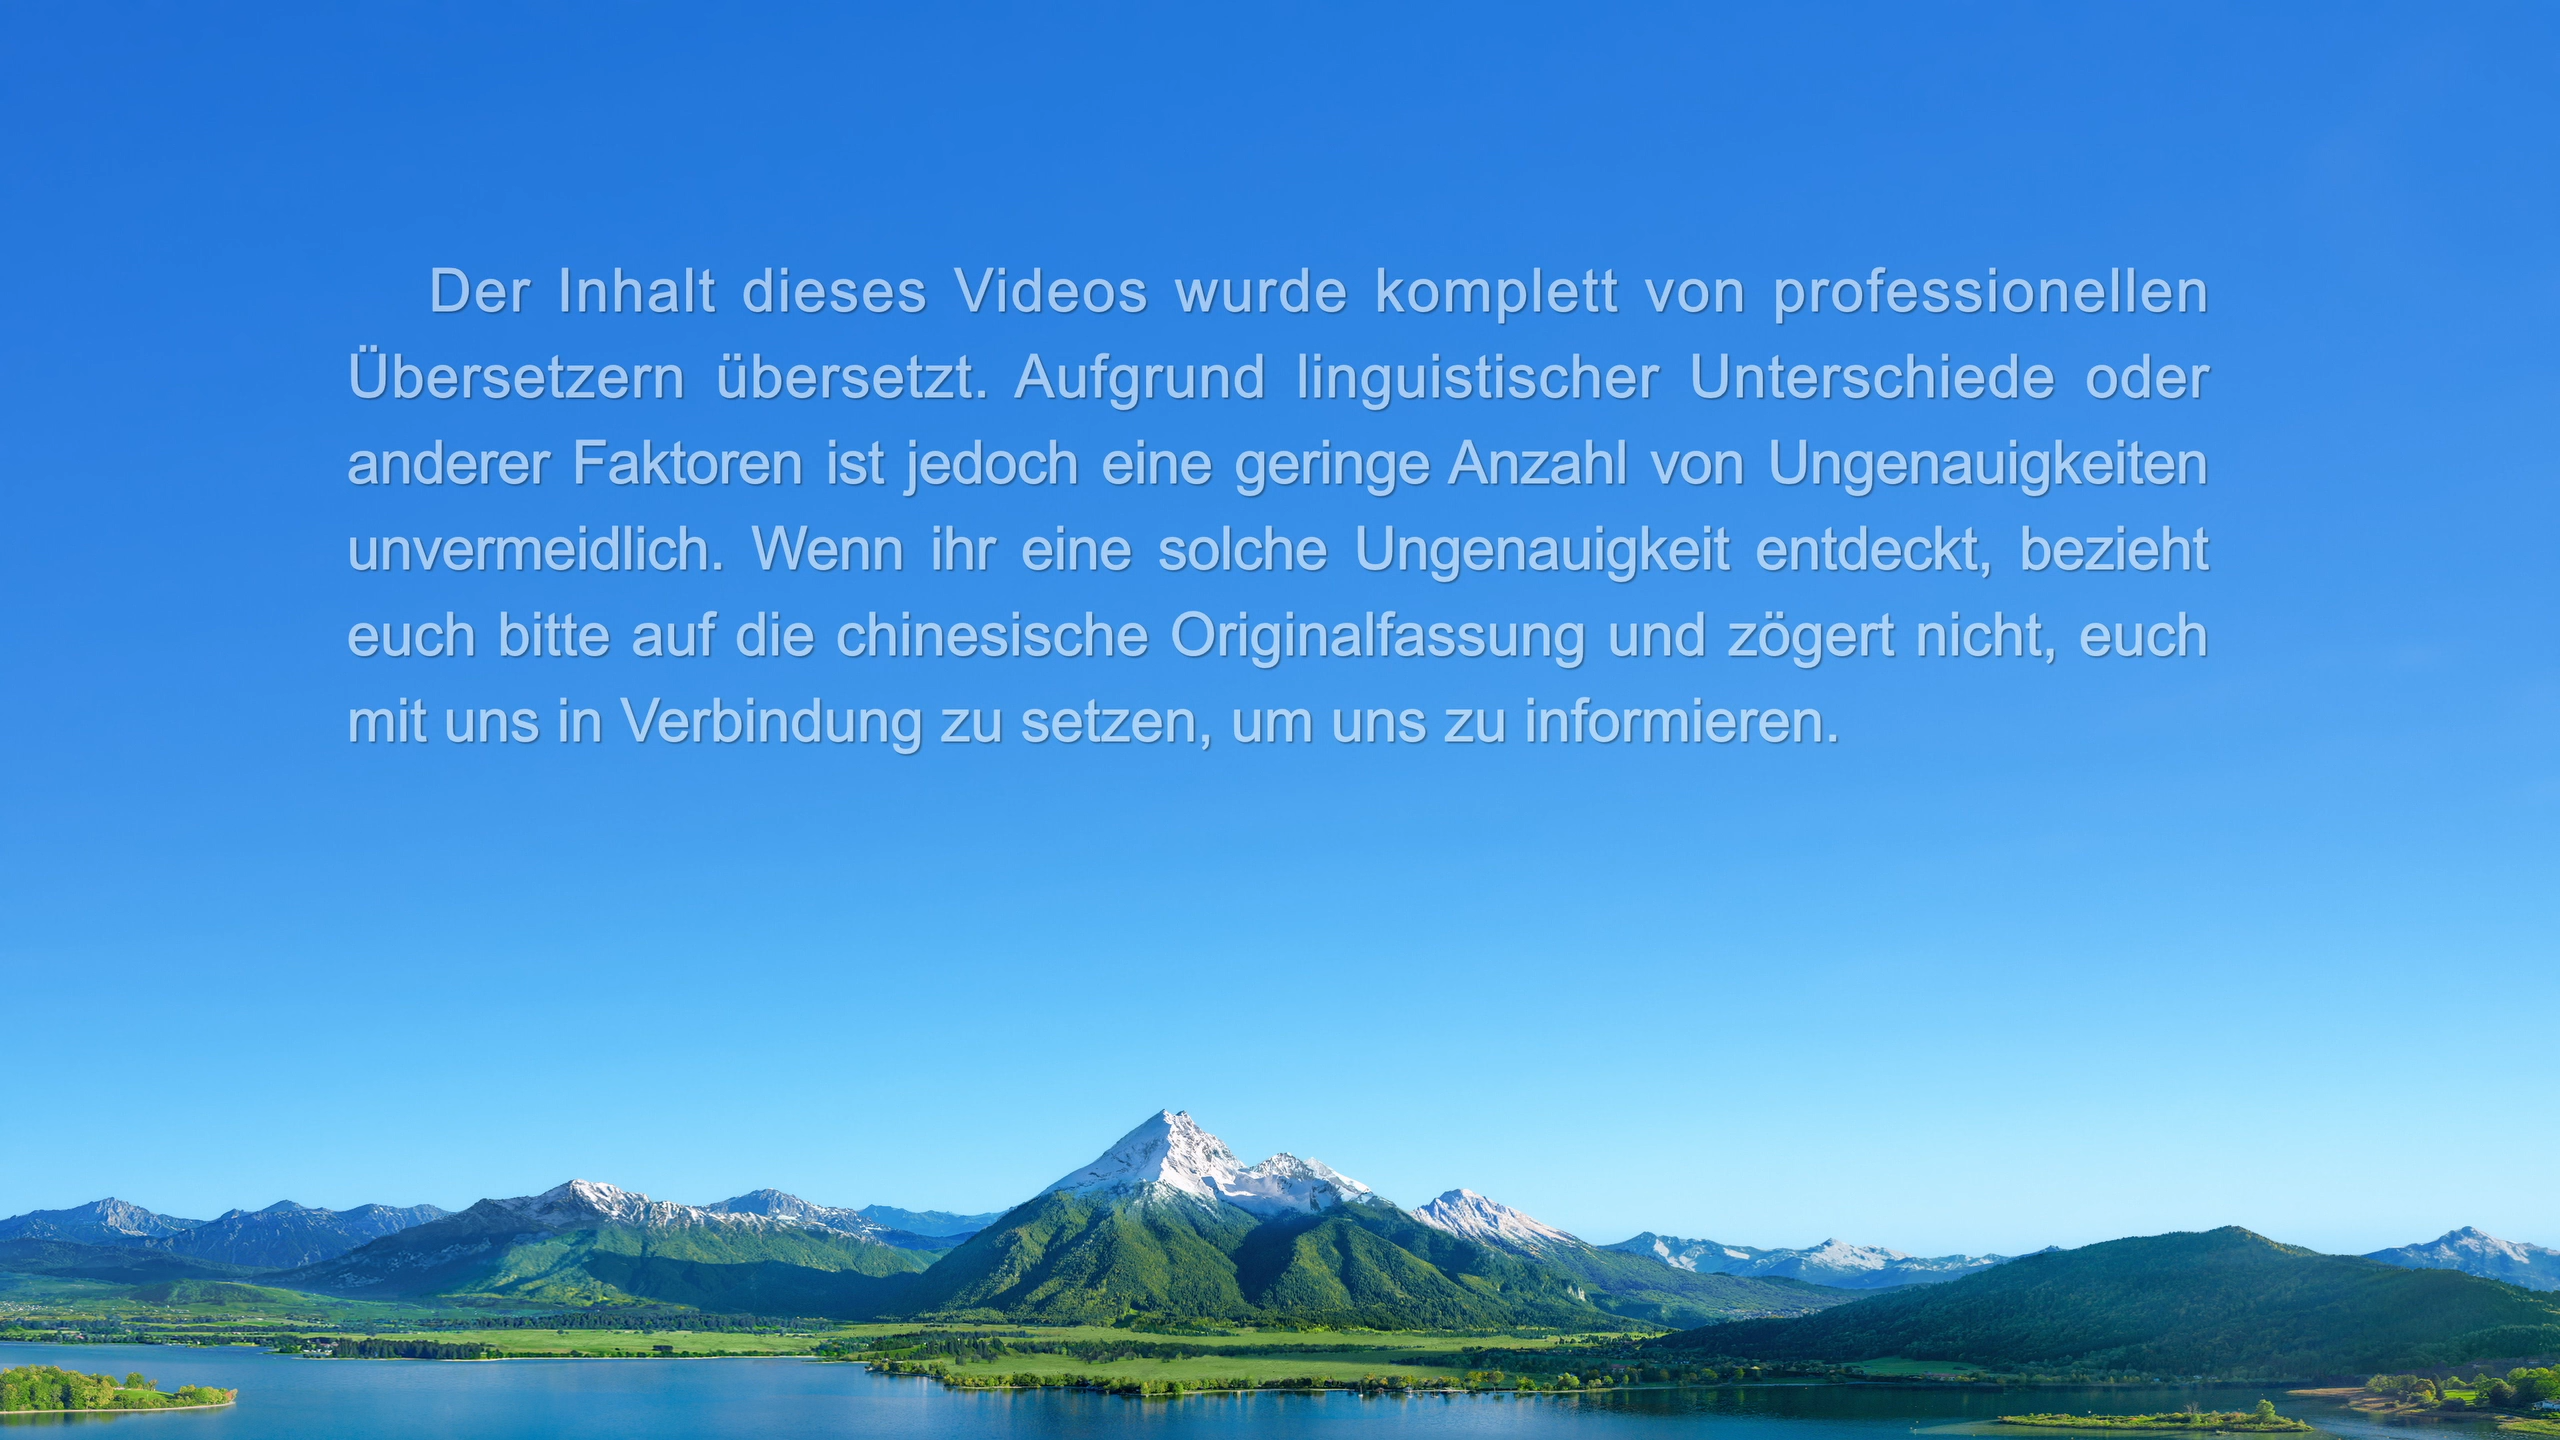 Der Inhalt dieses Videos wurde komplett von professionellen
Übersetzern übersetzt. Aufgrund linguistischer Unterschiede oder
anderer Faktoren ist jedoch eine geringe Anzahl von Ungenauigkeiten
unvermeidlich. Wenn ihr eine solche Ungenauigkeit entdeckt, bezieht
euch bitte auf die chinesische Originalfassung und zögert nicht, euch
mit uns in Verbindung zu setzen, um uns zu informieren.